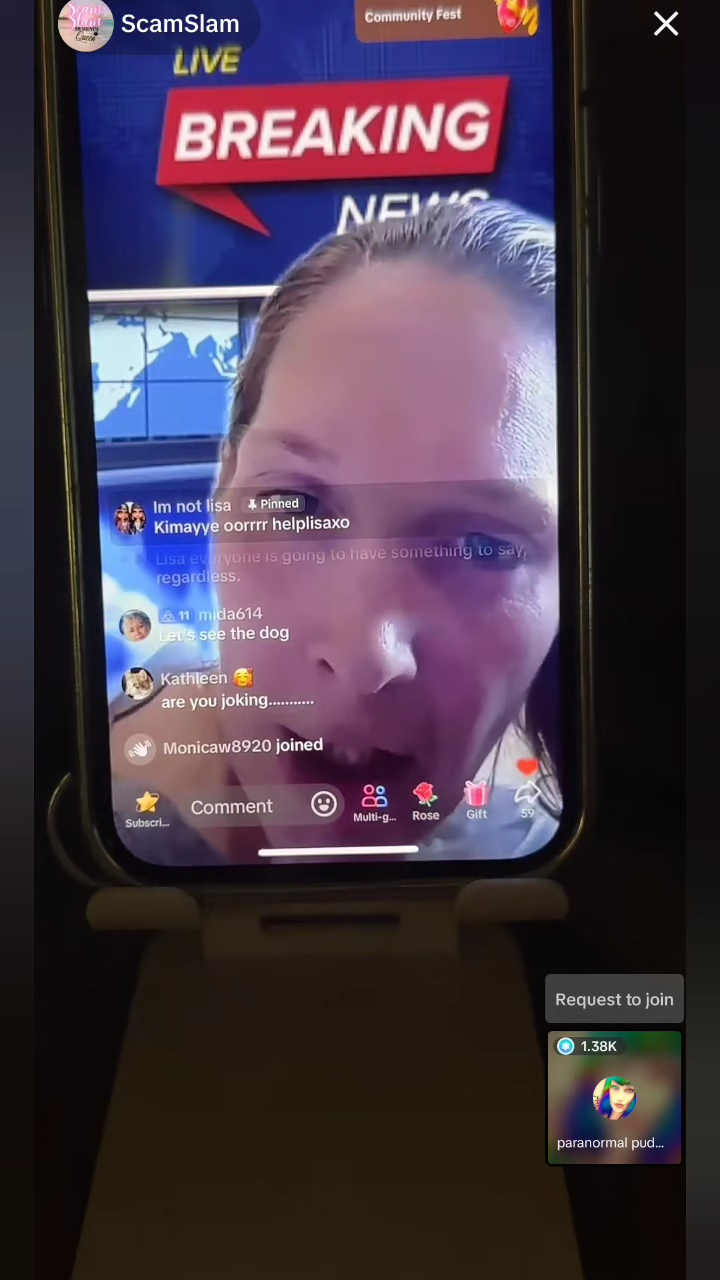 ScamSlam
Community Fest
LIVE
BREAKING
NEWS
Im not lisa Pinned
Kimayye oorrrr helplisaxo
Lisa everyone is going to have something to say,
regardless.
11 mida614
Let's see the dog
Kathleen 🥰
are you joking...........
Monicaw8920 joined
Subscri...
Comment
Multi-g...
Rose
Gift
59
Request to join
1.38K
paranormal pud...